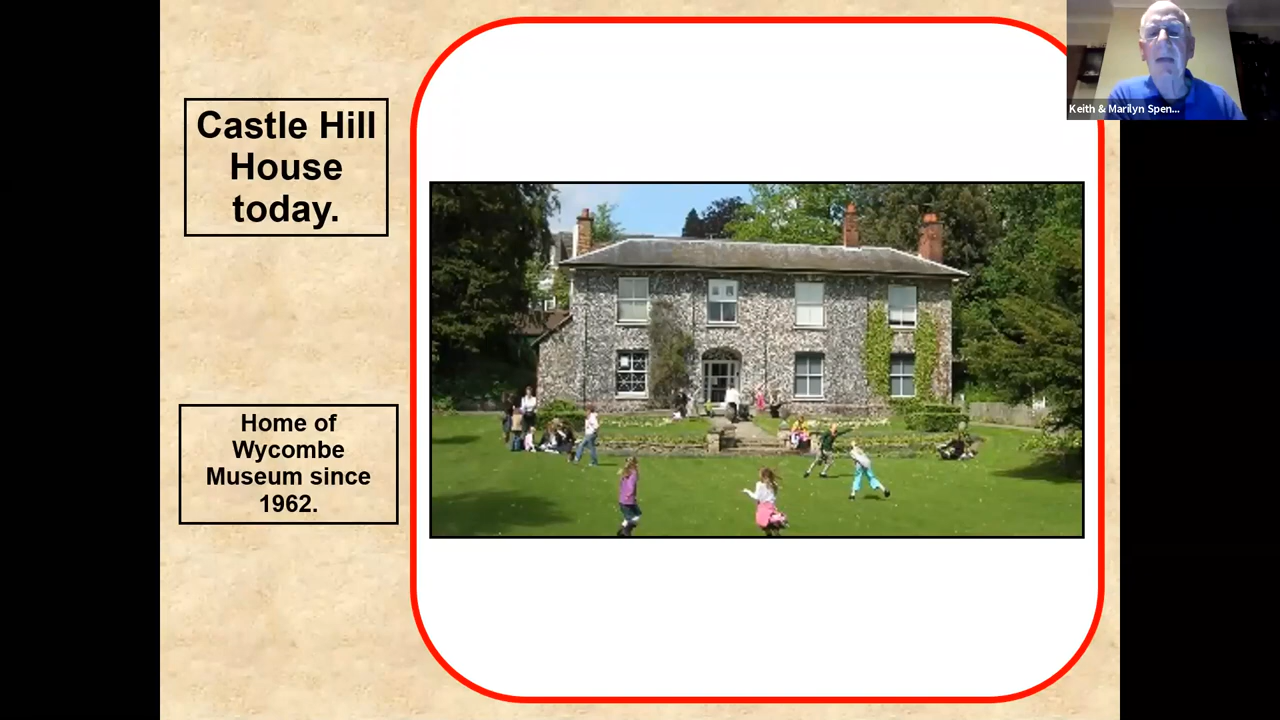 Castle Hill
House
today.
Home of
Wycombe
Museum since
1962.
Keith & Marilyn Spen...